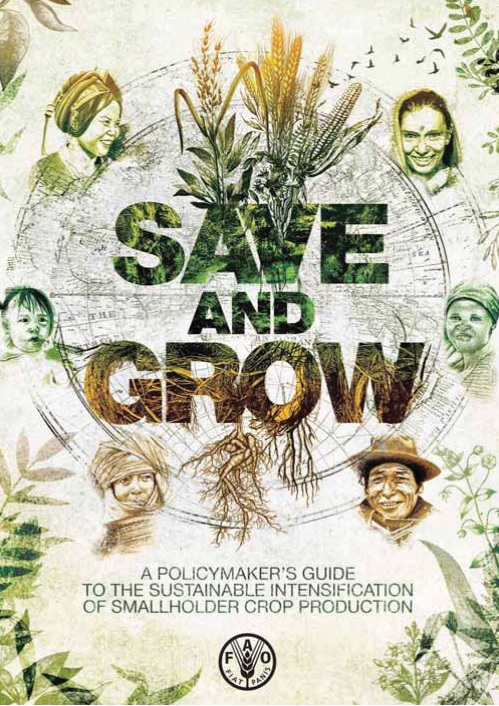 SAVE
AND
GROW
A POLICYMAKER'S GUIDE
TO THE SUSTAINABLE INTENSIFICATION
OF SMALLHOLDER CROP PRODUCTION
F A O
FIAT PANIS